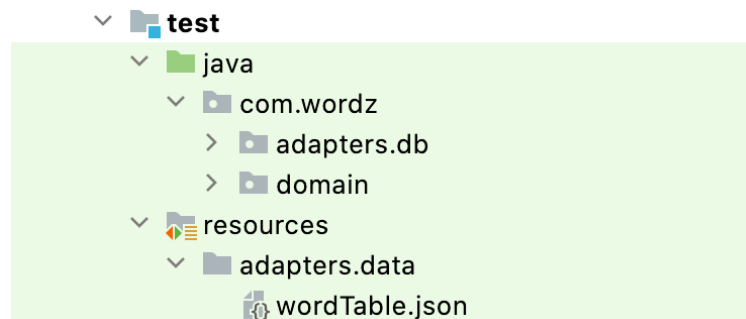 test
java
com.wordz
adapters.db
domain
resources
adapters.data
wordTable.json